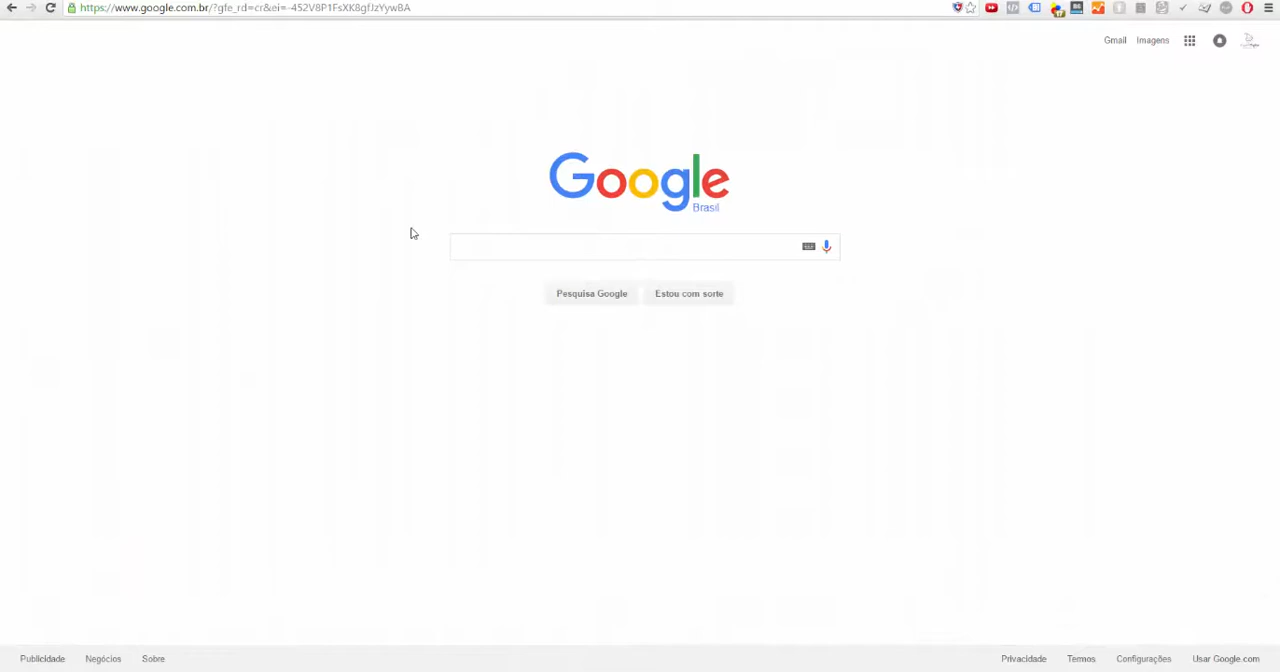 https://www.google.com.br/?gfe_rd=cr&ei=-452V8P1FsXK8gfJzYywBA
Gmail Imagens
Google
Brasil
Pesquisa Google Estou com sorte
Publicidade Negócios Sobre Privacidade Termos Configurações Usar Google.com